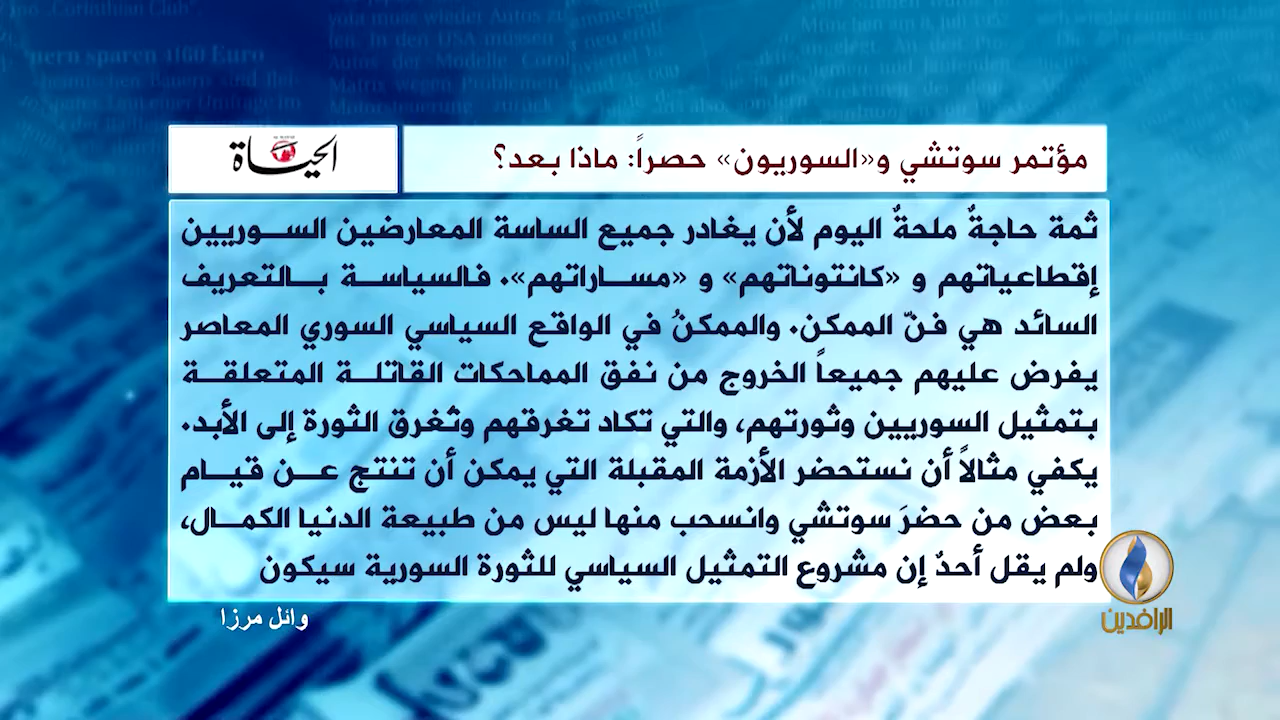 مؤتمر سوتشي و«السوريون» حصراً: ماذا بعد؟
الحياة
ثمة حاجةٌ ملحةٌ اليوم لأن يغادر جميع الساسة المعارضين السوريين
إقطاعياتهم و «كانتوناتهم» و «مساراتهم». فالسياسة بالتعريف
السائد هي فنّ الممكن. والممكنُ في الواقع السياسي السوري المعاصر
يفرض عليهم جميعاً الخروج من نفق المماحكات القاتلة المتعلقة
بتمثيل السوريين وثورتهم، والتي تكاد تغرقهم وتُغرق الثورة إلى الأبد.
يكفي مثالاً أن نستحضر الأزمة المقبلة التي يمكن أن تنتج عن قيام
بعض من حضرَ سوتشي وانسحب منها ليس من طبيعة الدنيا الكمال،
ولم يقل أحدٌ إن مشروع التمثيل السياسي للثورة السورية سيكون
وائل مرزا
الرافدين